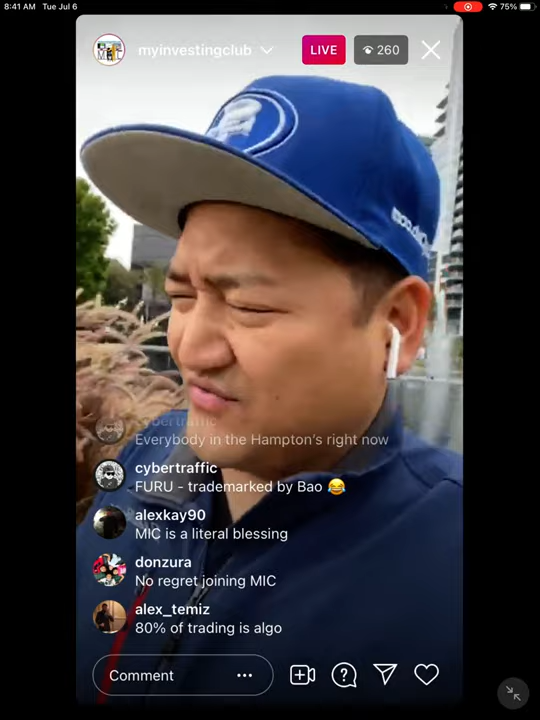 8:41 AM Tue Jul 6
75%
myinvestingclub
LIVE
260
cybertraffic
Everybody in the Hampton's right now
cybertraffic
FURU - trademarked by Bao 😂
alexkay90
MIC is a literal blessing
donzura
No regret joining MIC
alex_temiz
80% of trading is algo
Comment